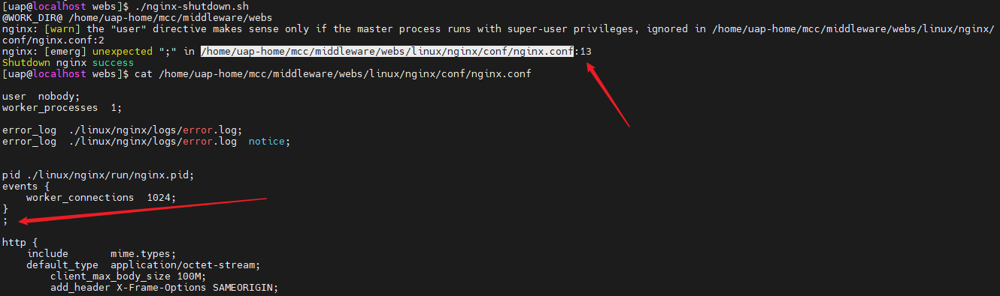 [uap@localhost webs]$ ./nginx-shutdown.sh
@WORK_DIR@ /home/uap-home/mcc/middleware/webs
nginx: [warn] the "user" directive makes sense only if the master process runs with super-user privileges, ignored in /home/uap-home/mcc/middleware/webs/linux/nginx/
conf/nginx.conf:2
nginx: [emerg] unexpected ";" in /home/uap-home/mcc/middleware/webs/linux/nginx/conf/nginx.conf:13
Shutdown nginx success
[uap@localhost webs]$ cat /home/uap-home/mcc/middleware/webs/linux/nginx/conf/nginx.conf
user  nobody;
worker_processes  1;
error_log  ./linux/nginx/logs/error.log;
error_log  ./linux/nginx/logs/error.log  notice;
pid ./linux/nginx/run/nginx.pid;
events {
    worker_connections  1024;
}
;
http {
    include       mime.types;
    default_type  application/octet-stream;
        client_max_body_size 100M;
        add_header X-Frame-Options SAMEORIGIN;